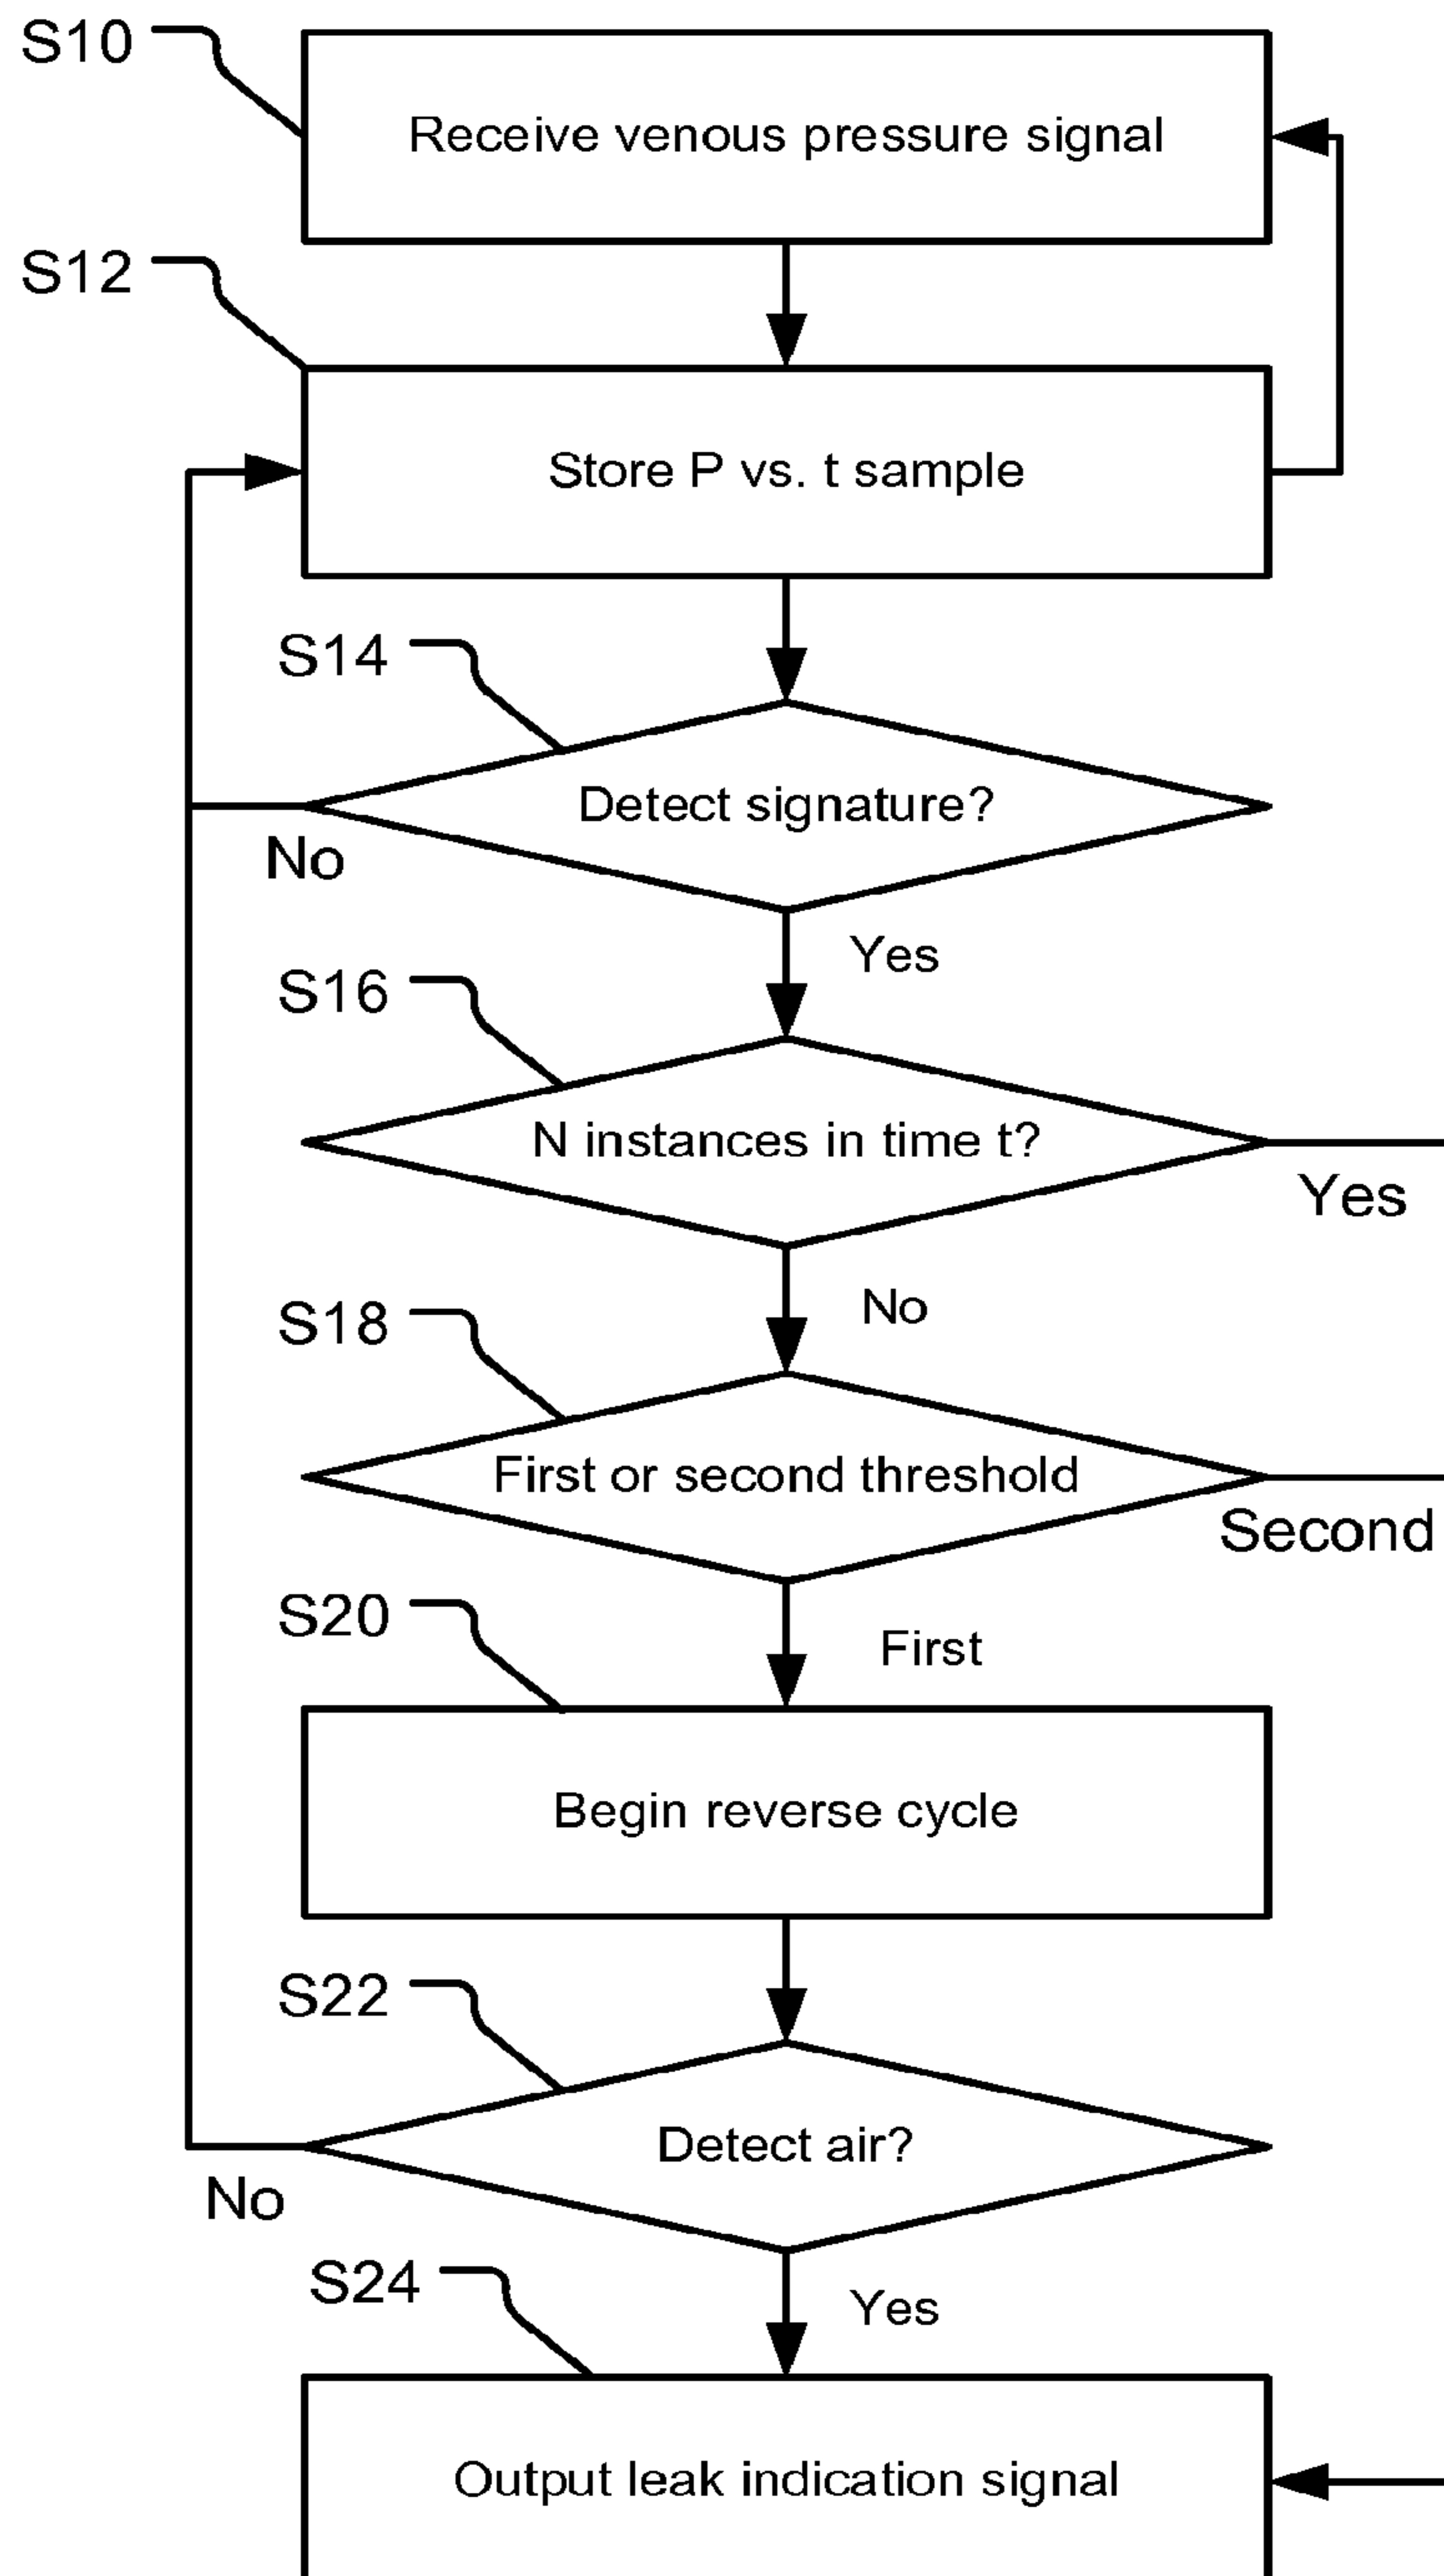 S10
Receive venous pressure signal
S12
Store P vs. t sample
S14
Detect signature?
No
Yes
S16
N instances in time t?
Yes
No
S18
First or second threshold
Second
S20
First
Begin reverse cycle
S22
Detect air?
No
S24
Yes
Output leak indication signal